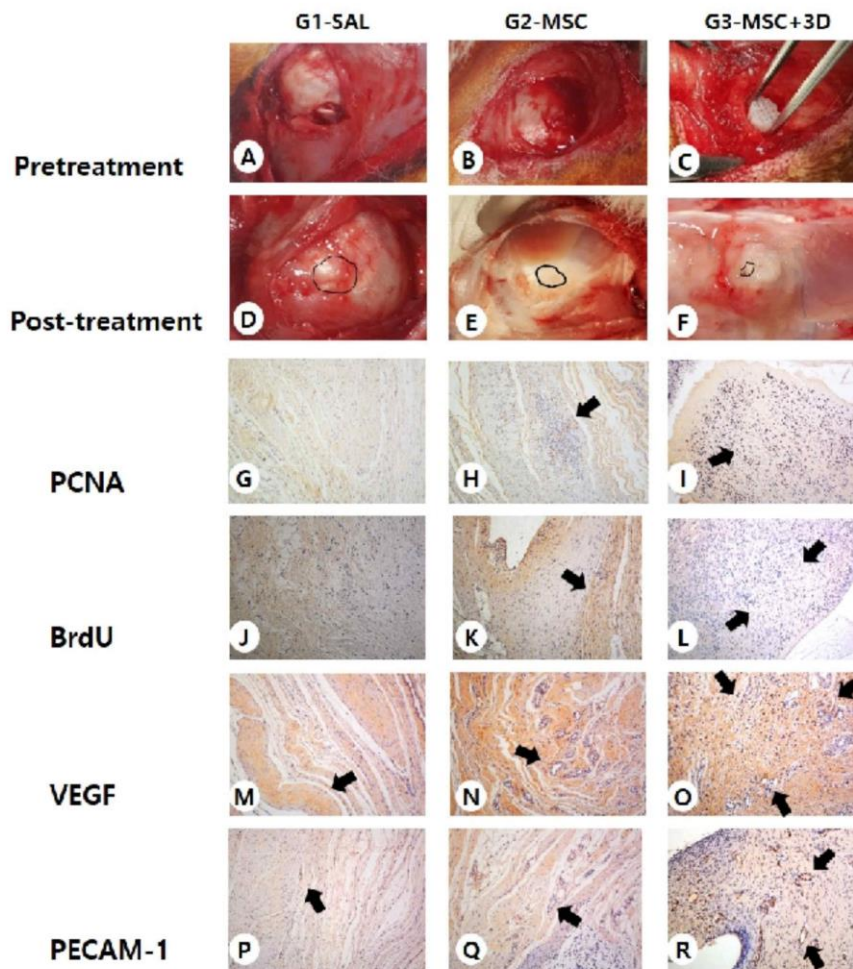 G1-SAL G2-MSC G3-MSC+3D
Pretreatment A B C
Post-treatment D E F
PCNA G H I
BrdU J K L
VEGF M N O
PECAM-1 P Q R